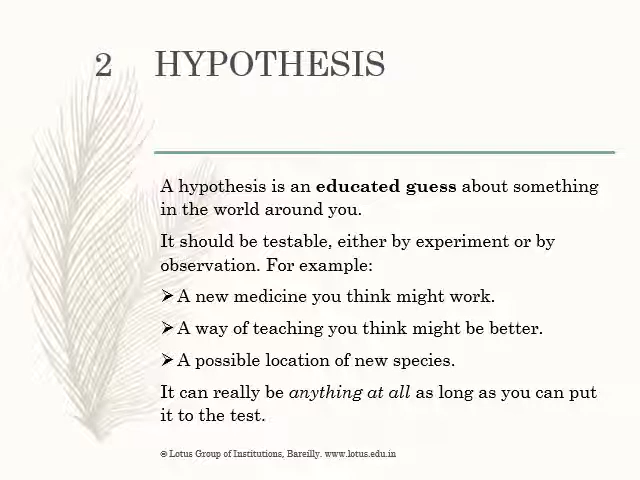 2 HYPOTHESIS
A hypothesis is an educated guess about something
in the world around you.
It should be testable, either by experiment or by
observation. For example:
➢ A new medicine you think might work.
➢ A way of teaching you think might be better.
➢ A possible location of new species.
It can really be anything at all as long as you can put
it to the test.
© Lotus Group of Institutions, Bareilly. www.lotus.edu.in